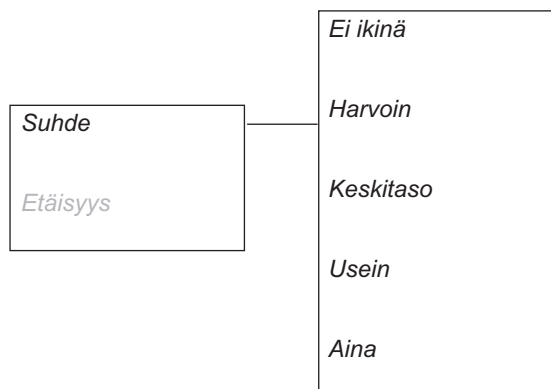 Suhde
Etäisyys
Ei ikinä
Harvoin
Keskitaso
Usein
Aina